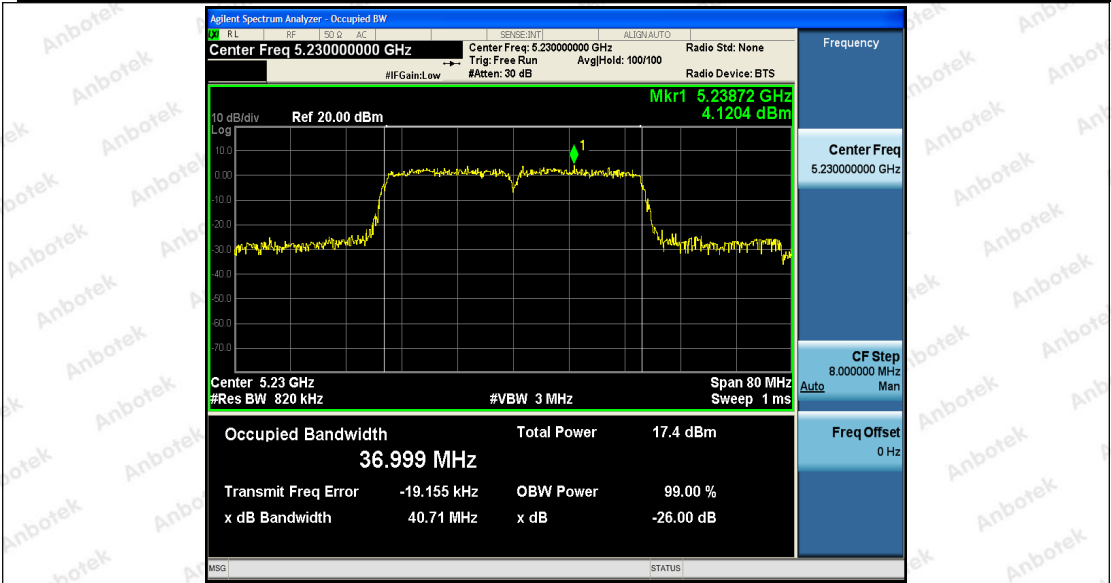 Agilent Spectrum Analyzer - Occupied BW
LXI RL RF 50 Ω AC SENSE:INT ALIGN AUTO
Center Freq 5.230000000 GHz
Center Freq: 5.230000000 GHz
Radio Std: None
Trig: Free Run
Avg|Hold: 100/100
#IFGain:Low
#Atten: 30 dB
Radio Device: BTS
Mkr1 5.23872 GHz
4.1204 dBm
10 dB/div
Ref 20.00 dBm
Log
10.0
0.00
-10.0
-20.0
-30.0
-40.0
-50.0
-60.0
-70.0
1
Center 5.23 GHz
Span 80 MHz
#Res BW 820 kHz
#VBW 3 MHz
Sweep 1 ms
Occupied Bandwidth
36.999 MHz
Total Power 17.4 dBm
Transmit Freq Error -19.155 kHz
OBW Power 99.00 %
x dB Bandwidth 40.71 MHz
x dB -26.00 dB
MSG
STATUS
Frequency
Center Freq
5.230000000 GHz
CF Step
8.000000 MHz
Auto Man
Freq Offset
0 Hz
Anbotek